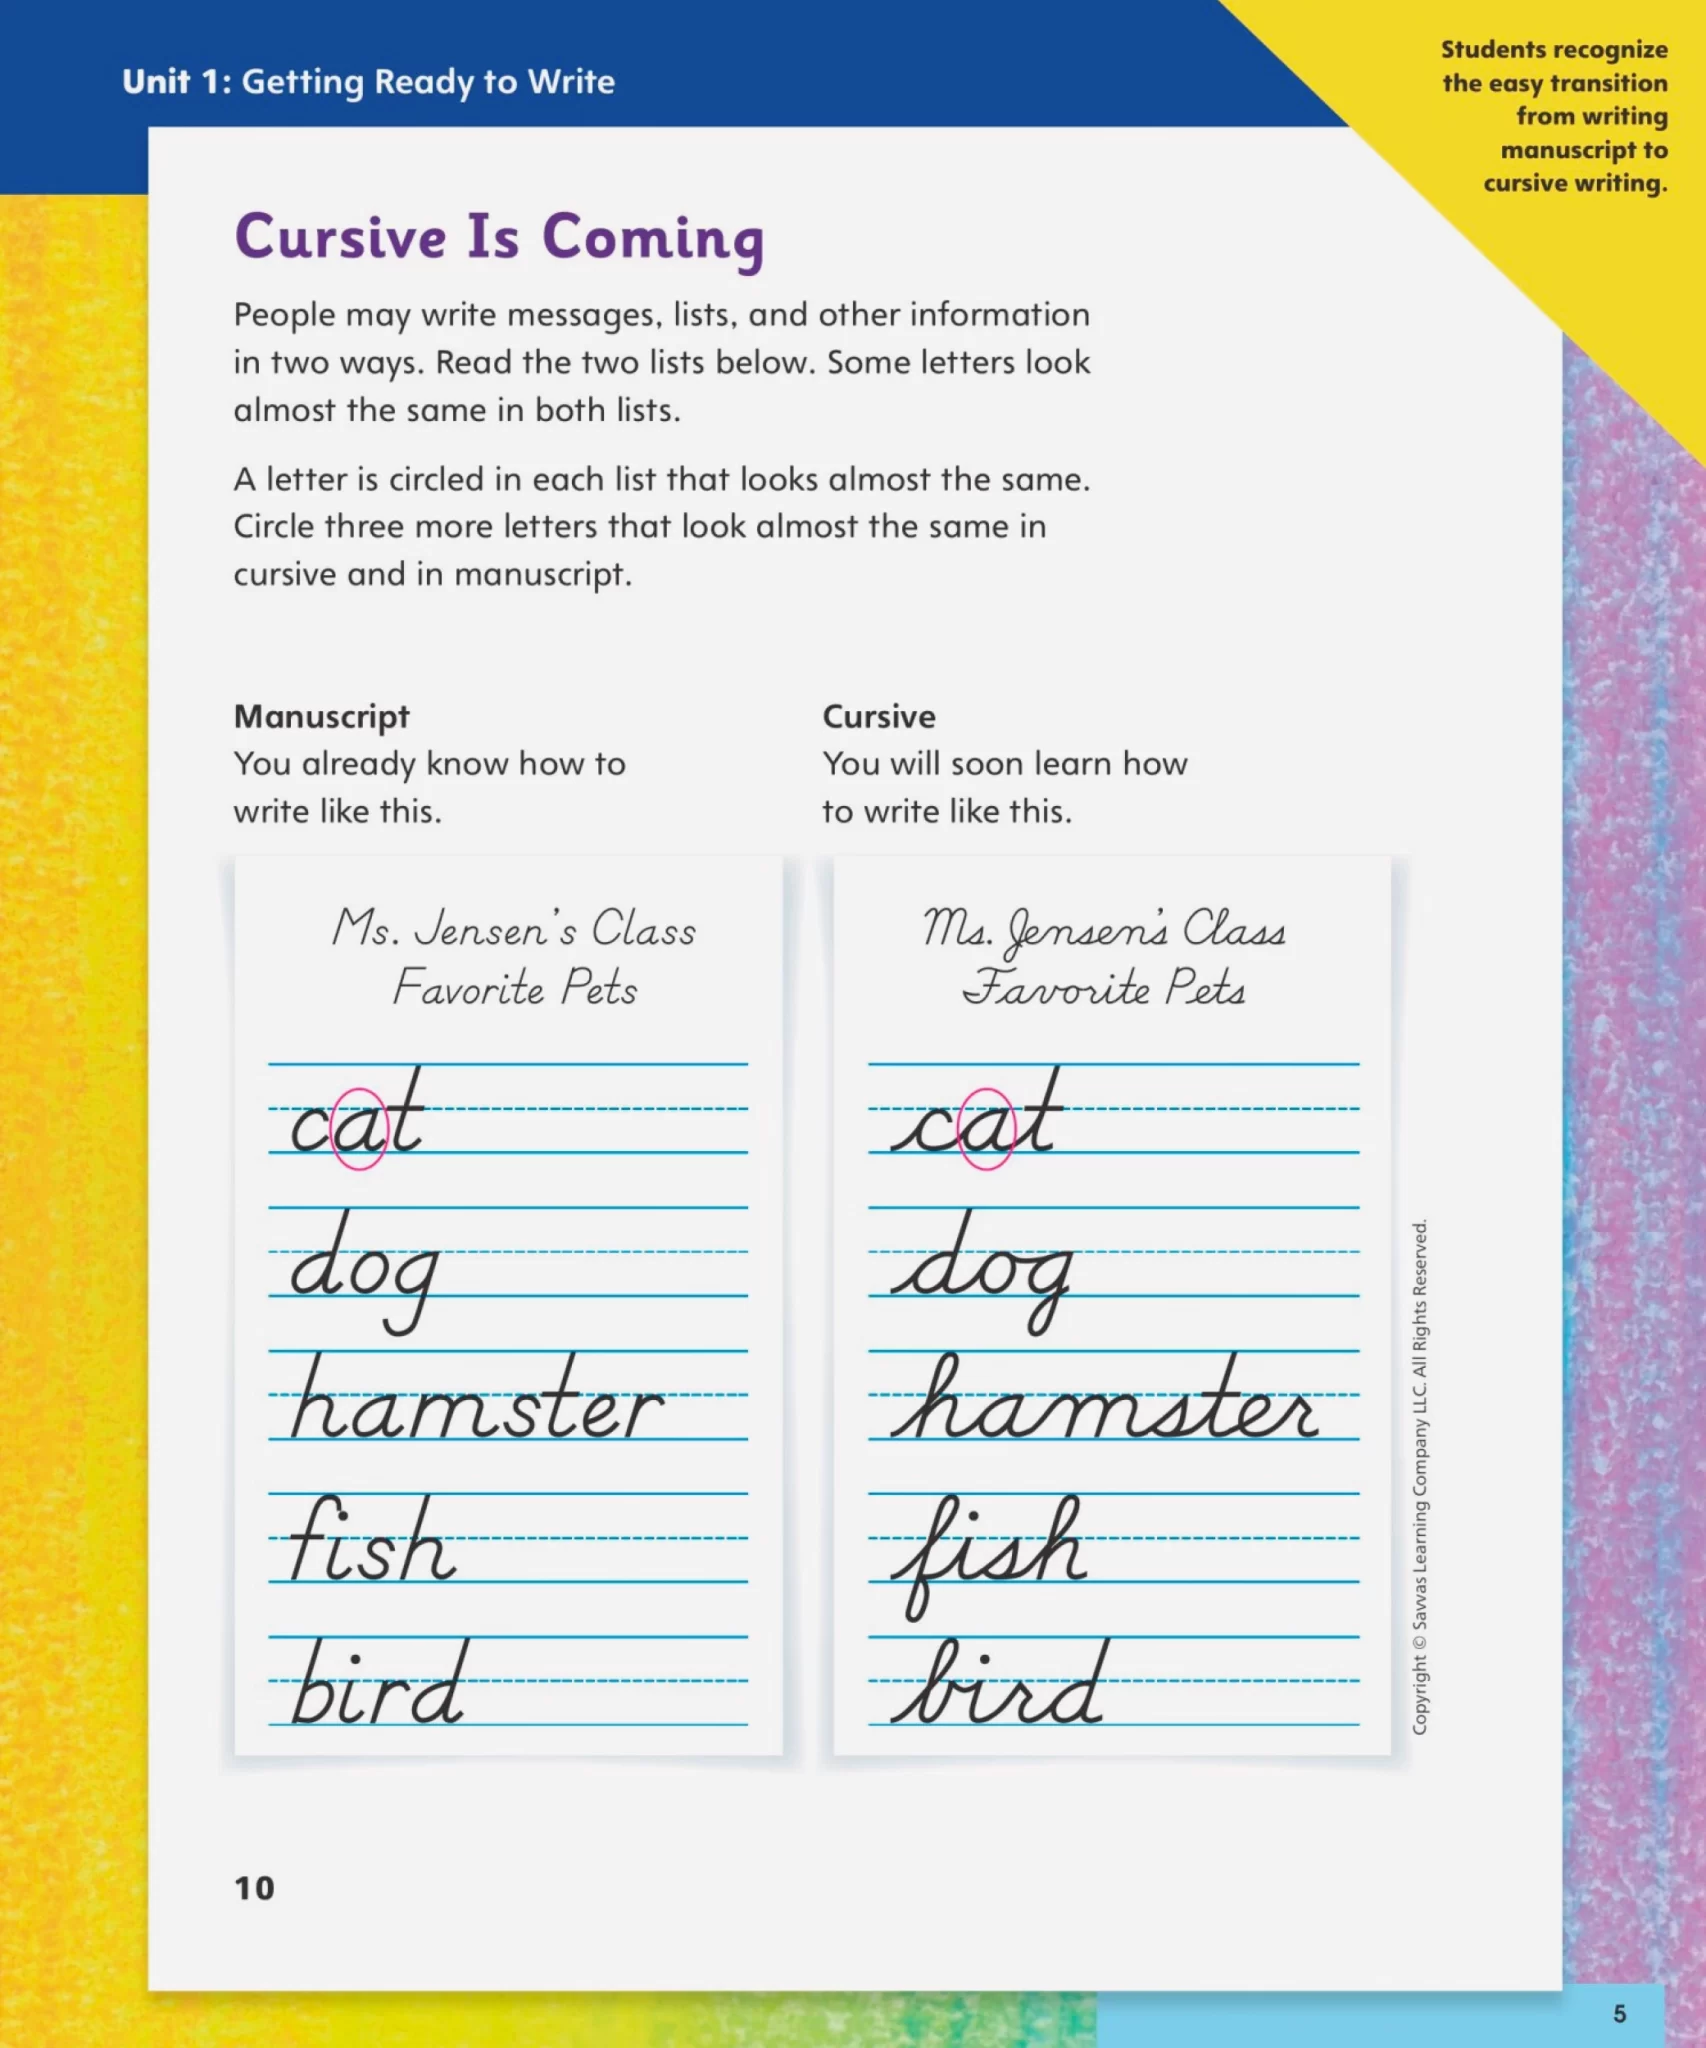 Unit 1: Getting Ready to Write
Students recognize
the easy transition
from writing
manuscript to
cursive writing.
Cursive Is Coming
People may write messages, lists, and other information
in two ways. Read the two lists below. Some letters look
almost the same in both lists.
A letter is circled in each list that looks almost the same.
Circle three more letters that look almost the same in
cursive and in manuscript.
Manuscript
You already know how to
write like this.
Ms. Jensen's Class
Favorite Pets
cat
dog
hamster
fish
bird
Cursive
You will soon learn how
to write like this.
Ms. Jensen's Class
Favorite Pets
cat
dog
hamster
fish
bird
Copyright © Savvas Learning Company LLC. All Rights Reserved.
10
5